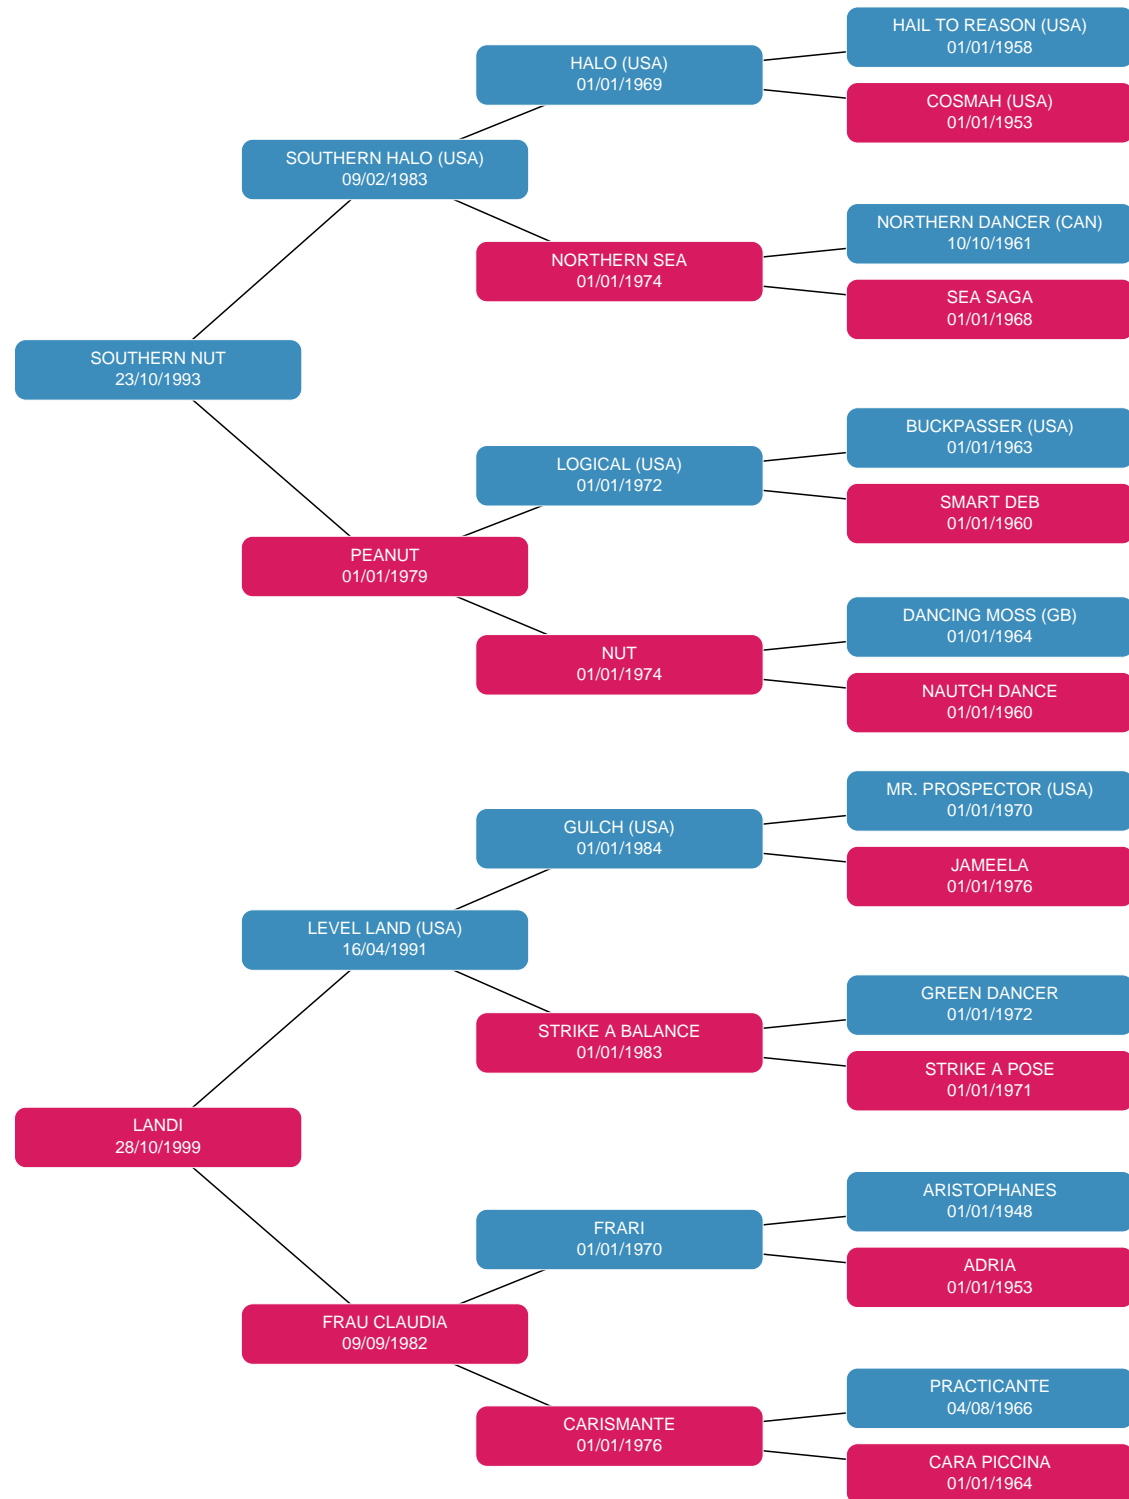 HAIL TO REASON (USA)
01/01/1958
HALO (USA)
01/01/1969
COSMAH (USA)
01/01/1953
SOUTHERN HALO (USA)
09/02/1983
NORTHERN DANCER (CAN)
10/10/1961
NORTHERN SEA
01/01/1974
SEA SAGA
01/01/1968
SOUTHERN NUT
23/10/1993
BUCKPASSER (USA)
01/01/1963
LOGICAL (USA)
01/01/1972
SMART DEB
01/01/1960
PEANUT
01/01/1979
DANCING MOSS (GB)
01/01/1964
NUT
01/01/1974
NAUTCH DANCE
01/01/1960
MR. PROSPECTOR (USA)
01/01/1970
GULCH (USA)
01/01/1984
JAMEELA
01/01/1976
LEVEL LAND (USA)
16/04/1991
GREEN DANCER
01/01/1972
STRIKE A BALANCE
01/01/1983
STRIKE A POSE
01/01/1971
LANDI
28/10/1999
ARISTOPHANES
01/01/1948
FRARI
01/01/1970
ADRIA
01/01/1953
FRAU CLAUDIA
09/09/1982
PRACTICANTE
04/08/1966
CARISMANTE
01/01/1976
CARA PICCINA
01/01/1964